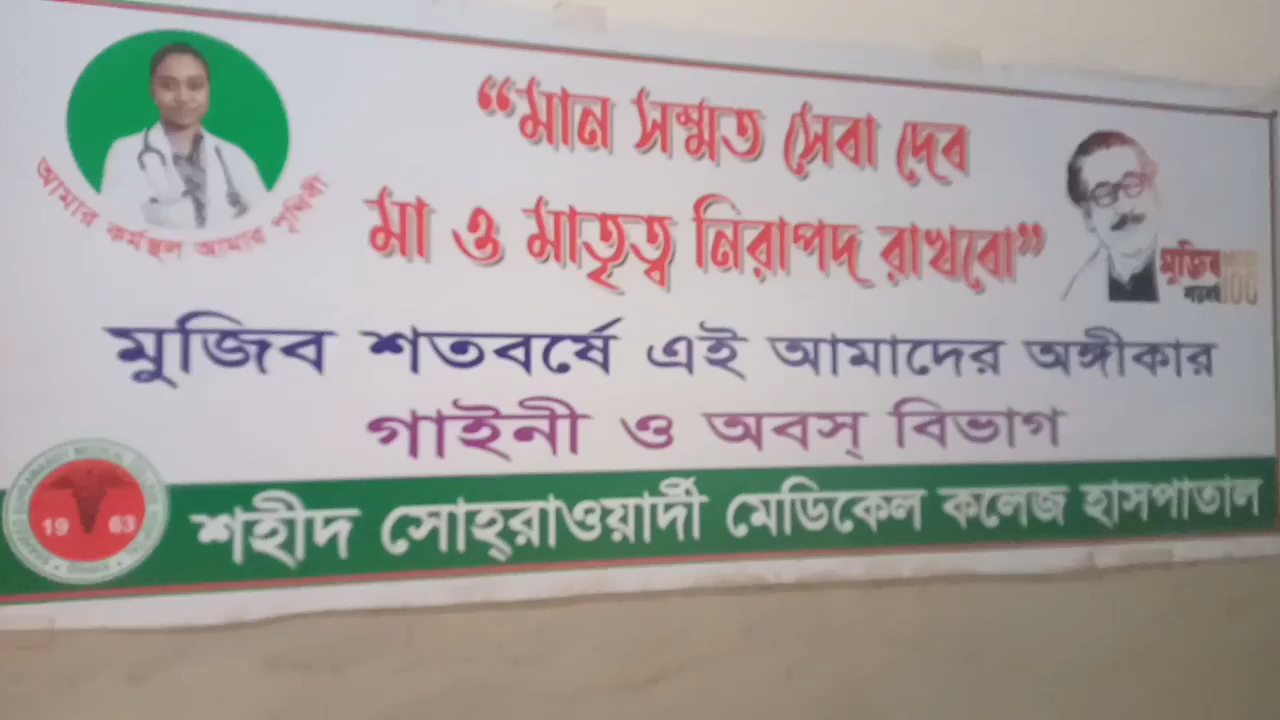 “মান সম্মত সেবা দেব
মা ও মাতৃত্ব নিরাপদ রাখবো”
আমার কর্মস্থল আমার পৃথিবী
মুজিব
শতবর্ষ 100
মুজিব শতবর্ষে এই আমাদের অঙ্গীকার
গাইনী ও অবস্ বিভাগ
19 63
শহীদ সোহ্‌রাওয়ার্দী মেডিকেল কলেজ হাসপাতাল